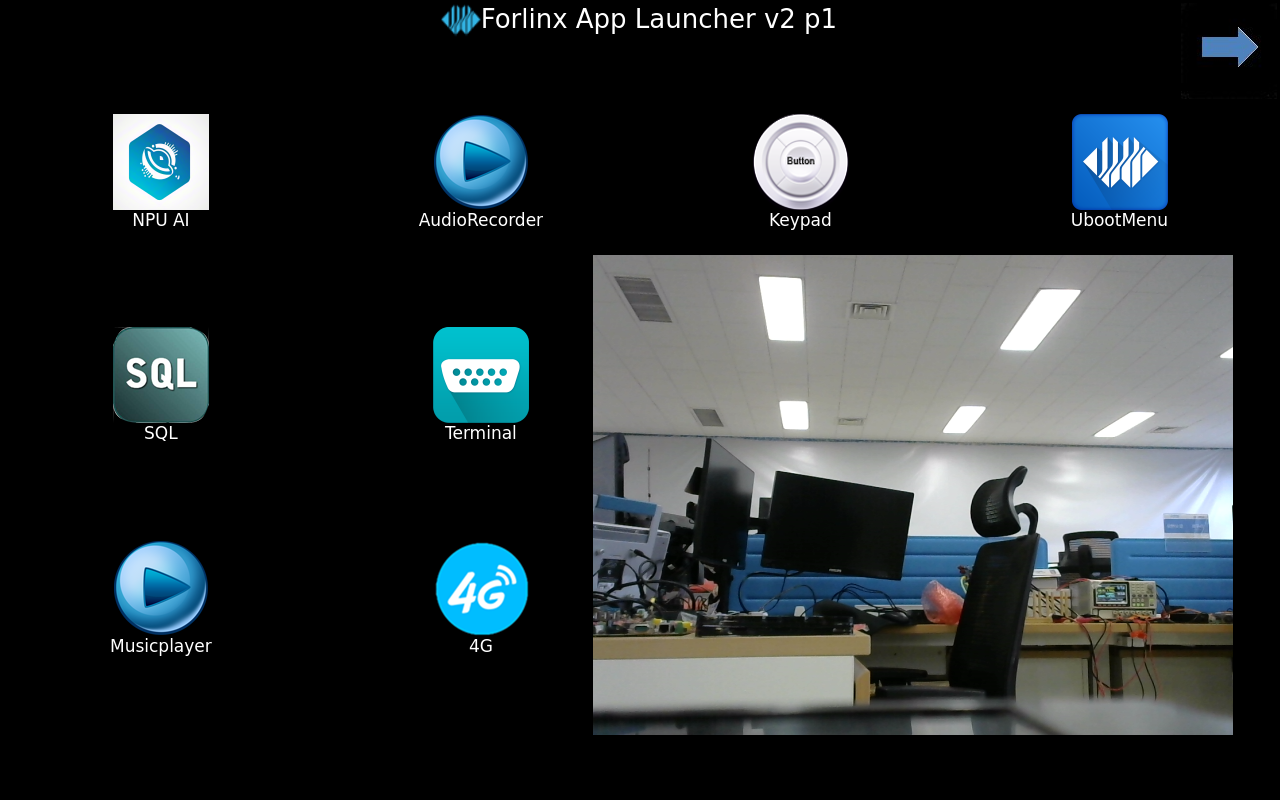 Forlinx App Launcher v2 p1
NPU AI
AudioRecorder
Button
Keypad
UbootMenu
SQL
SQL
Terminal
4G
Musicplayer
4G